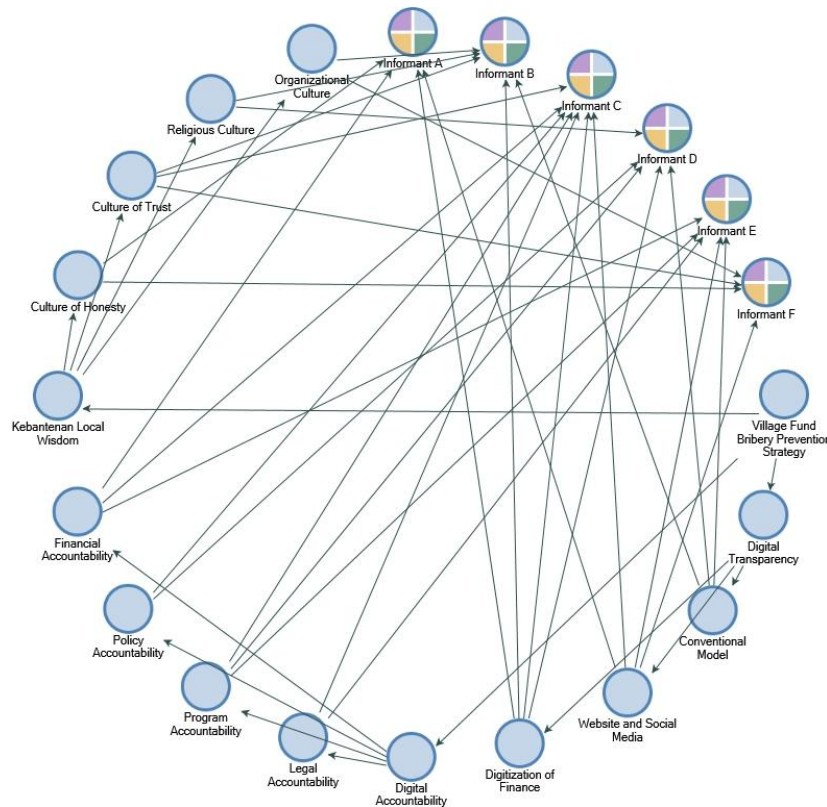 Informant A
Informant B
Organizational
Culture
Informant C
Religious Culture
Informant D
Culture of Trust
Informant E
Culture of Honesty
Informant F
Kebantenan Local
Wisdom
Village Fund
Bribery Prevention
Strategy
Financial
Accountability
Digital
Transparency
Policy
Accountability
Conventional
Model
Program
Accountability
Website and Social
Media
Legal
Accountability
Digital
Accountability
Digitization of
Finance